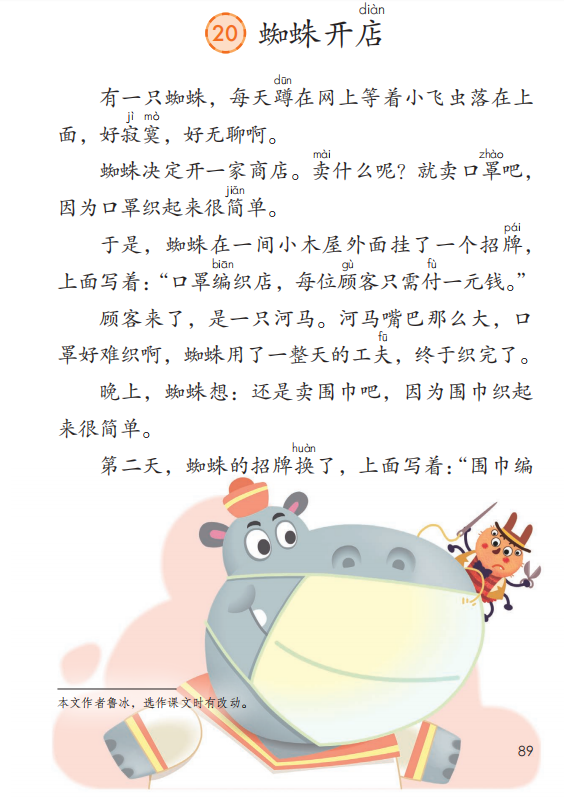 diàn
20 蜘蛛开店
dūn
有一只蜘蛛，每天蹲在网上等着小飞虫落在上
jì mò
面，好寂寞，好无聊啊。
mài zhào
蜘蛛决定开一家商店。卖什么呢？就卖口罩吧，
jiǎn
因为口罩织起来很简单。
pái
于是，蜘蛛在一间小木屋外面挂了一个招牌，
biān gù fù
上面写着：“口罩编织店，每位顾客只需付一元钱。”
顾客来了，是一只河马。河马嘴巴那么大，口
fū
罩好难织啊，蜘蛛用了一整天的工夫，终于织完了。
晚上，蜘蛛想：还是卖围巾吧，因为围巾织起
来很简单。
huàn
第二天，蜘蛛的招牌换了，上面写着：“围巾编
本文作者鲁冰，选作课文时有改动。
89